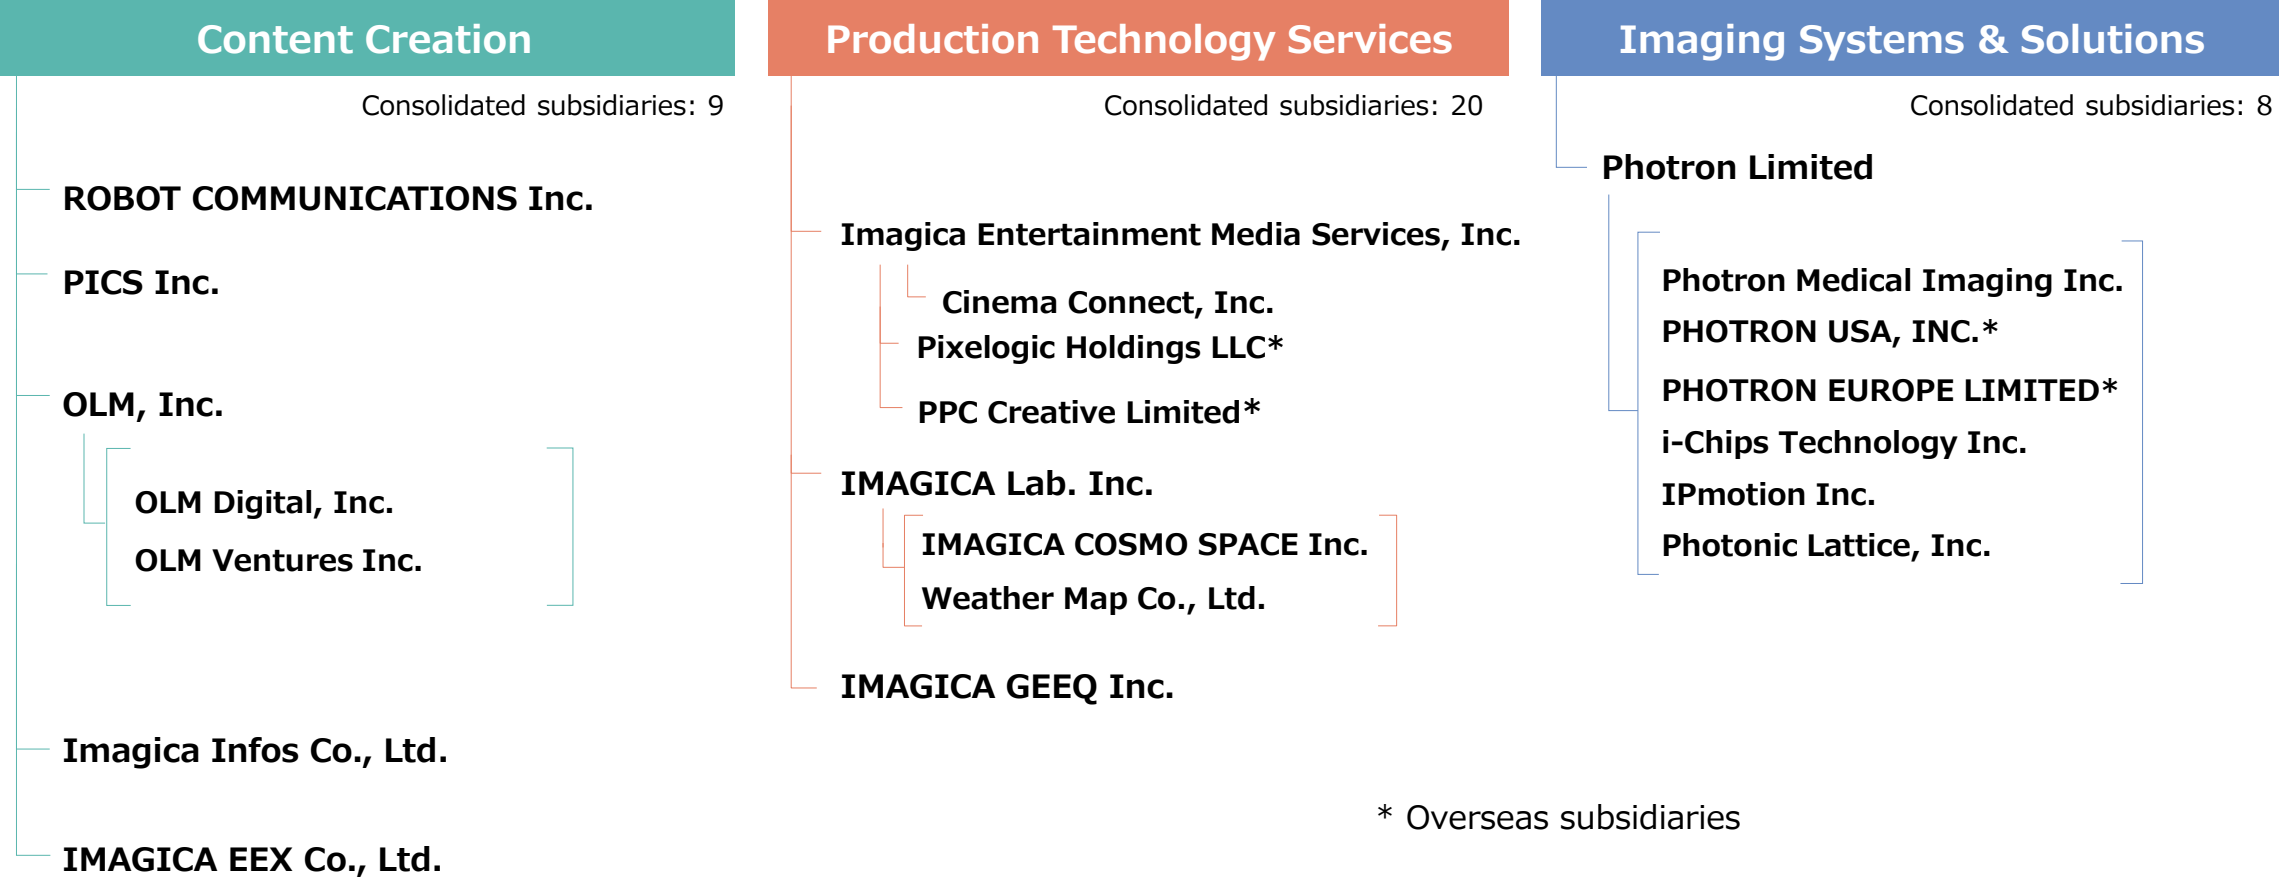 Content Creation
Consolidated subsidiaries: 9
ROBOT COMMUNICATIONS Inc.
PICS Inc.
OLM, Inc.
OLM Digital, Inc.
OLM Ventures Inc.
Imagica Infos Co., Ltd.
IMAGICA EEX Co., Ltd.
Production Technology Services
Consolidated subsidiaries: 20
Imagica Entertainment Media Services, Inc.
Cinema Connect, Inc.
Pixelogic Holdings LLC*
PPC Creative Limited*
IMAGICA Lab. Inc.
IMAGICA COSMO SPACE Inc.
Weather Map Co., Ltd.
IMAGICA GEEQ Inc.
Imaging Systems & Solutions
Consolidated subsidiaries: 8
Photron Limited
Photron Medical Imaging Inc.
PHOTRON USA, INC.*
PHOTRON EUROPE LIMITED*
i-Chips Technology Inc.
IPmotion Inc.
Photonic Lattice, Inc.
* Overseas subsidiaries